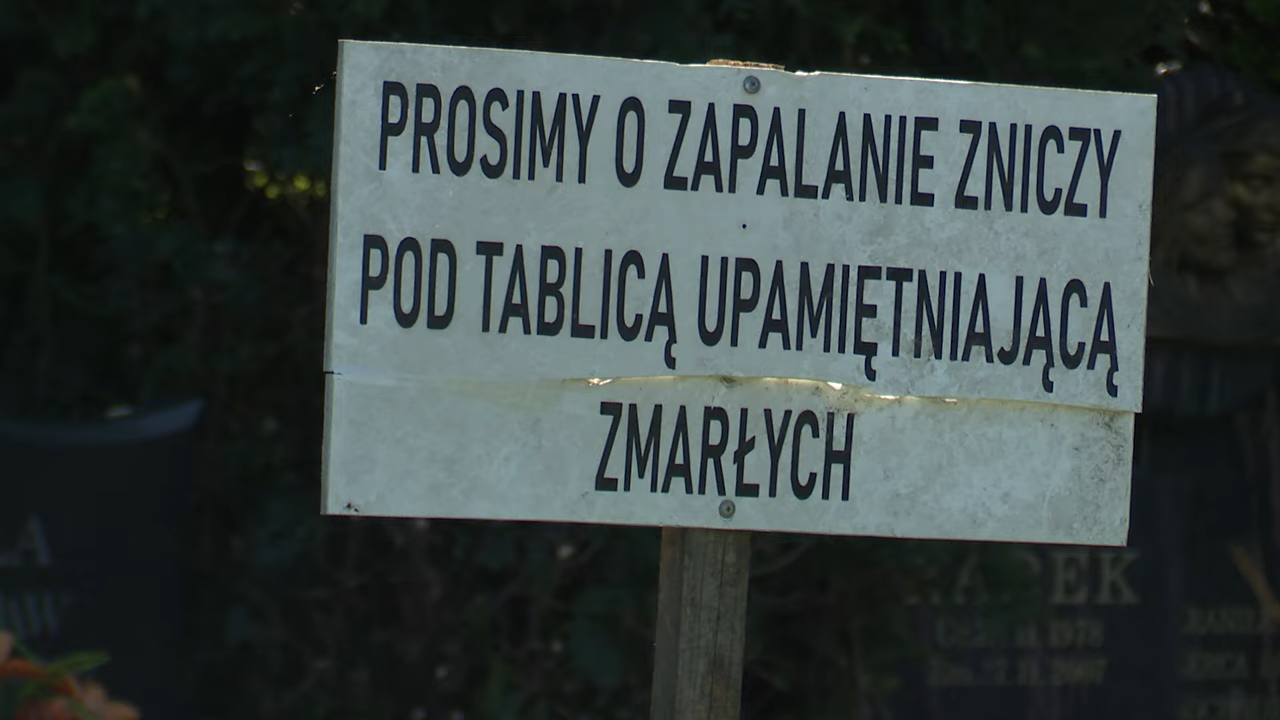 PROSIMY O ZAPALANIE ZNICZY
POD TABLICĄ UPAMIĘTNIAJĄCĄ
ZMARŁYCH